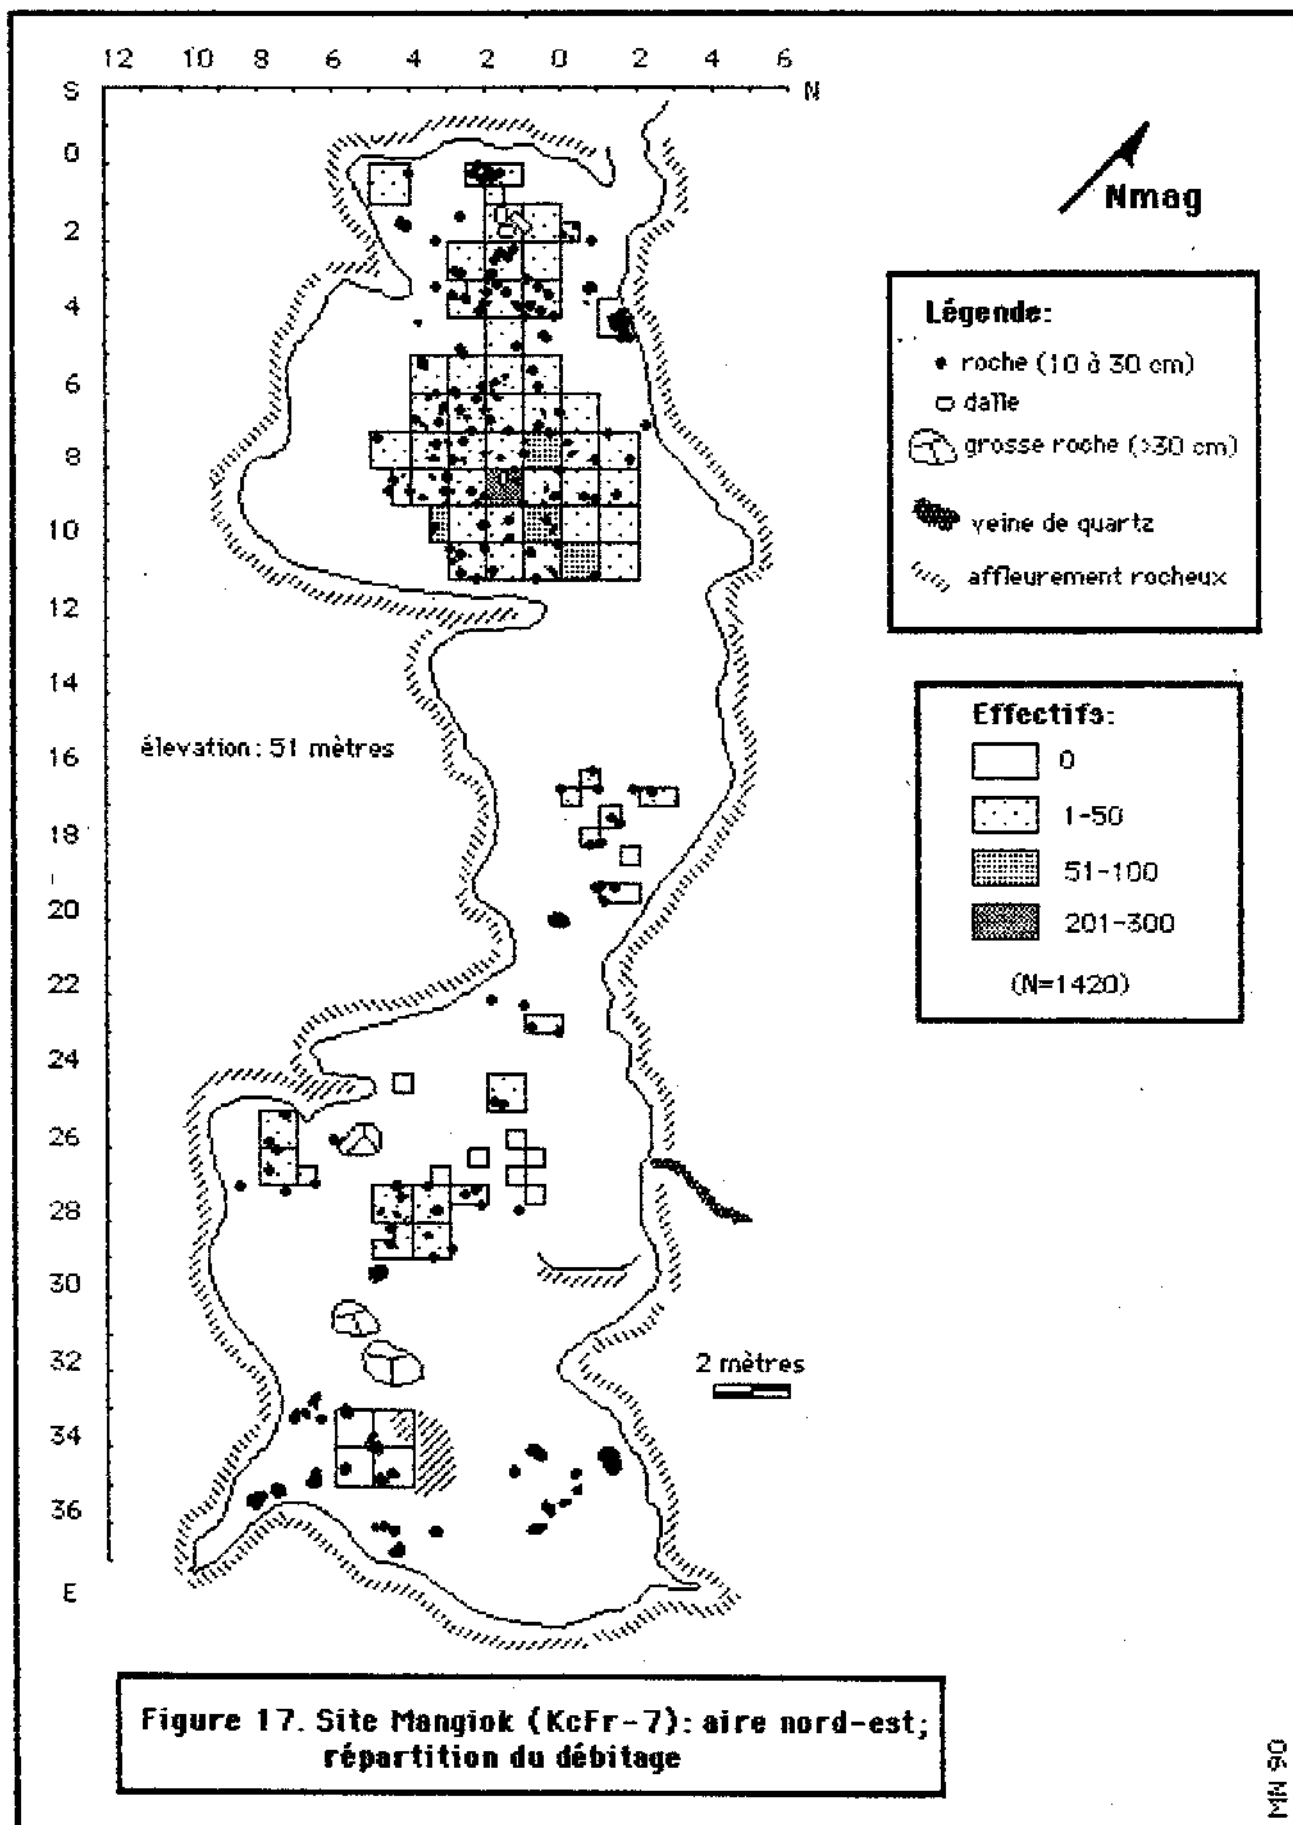 12 10 8 6 4 2 0 2 4 6
S N
0
2
4
6
8
10
12
14
16
18
20
22
24
26
28
30
32
34
36
E
Nmag
Légende:
roche (10 à 30 cm)
dalle
grosse roche (>30 cm)
veine de quartz
affleurement rocheux
Effectifs:
0
1-50
51-100
201-300
(N=1420)
élevation: 51 mètres
2 mètres
Figure 17. Site Mangiok (KcFr-7): aire nord-est;
répartition du débitage
MN 90